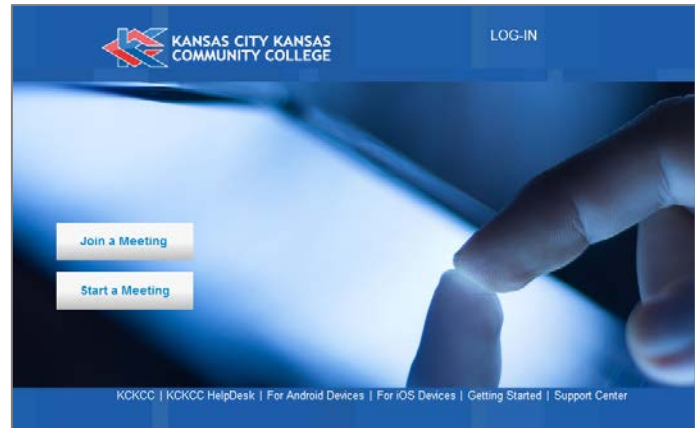 KANSAS CITY KANSAS
COMMUNITY COLLEGE
LOG-IN
Join a Meeting
Start a Meeting
KCKCC | KCKCC HelpDesk | For Android Devices | For iOS Devices | Getting Started | Support Center